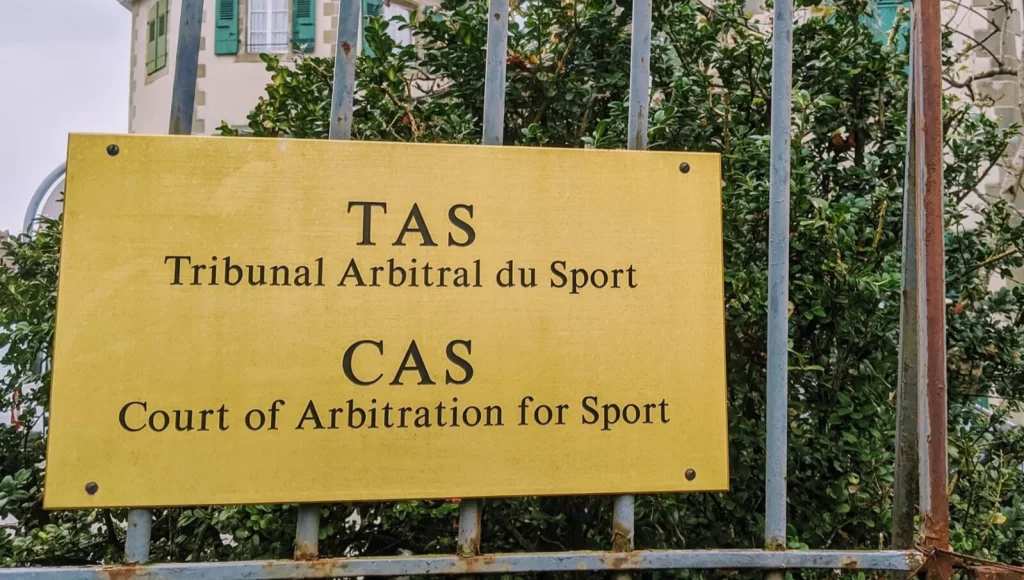 TAS
Tribunal Arbitral du Sport
CAS
Court of Arbitration for Sport